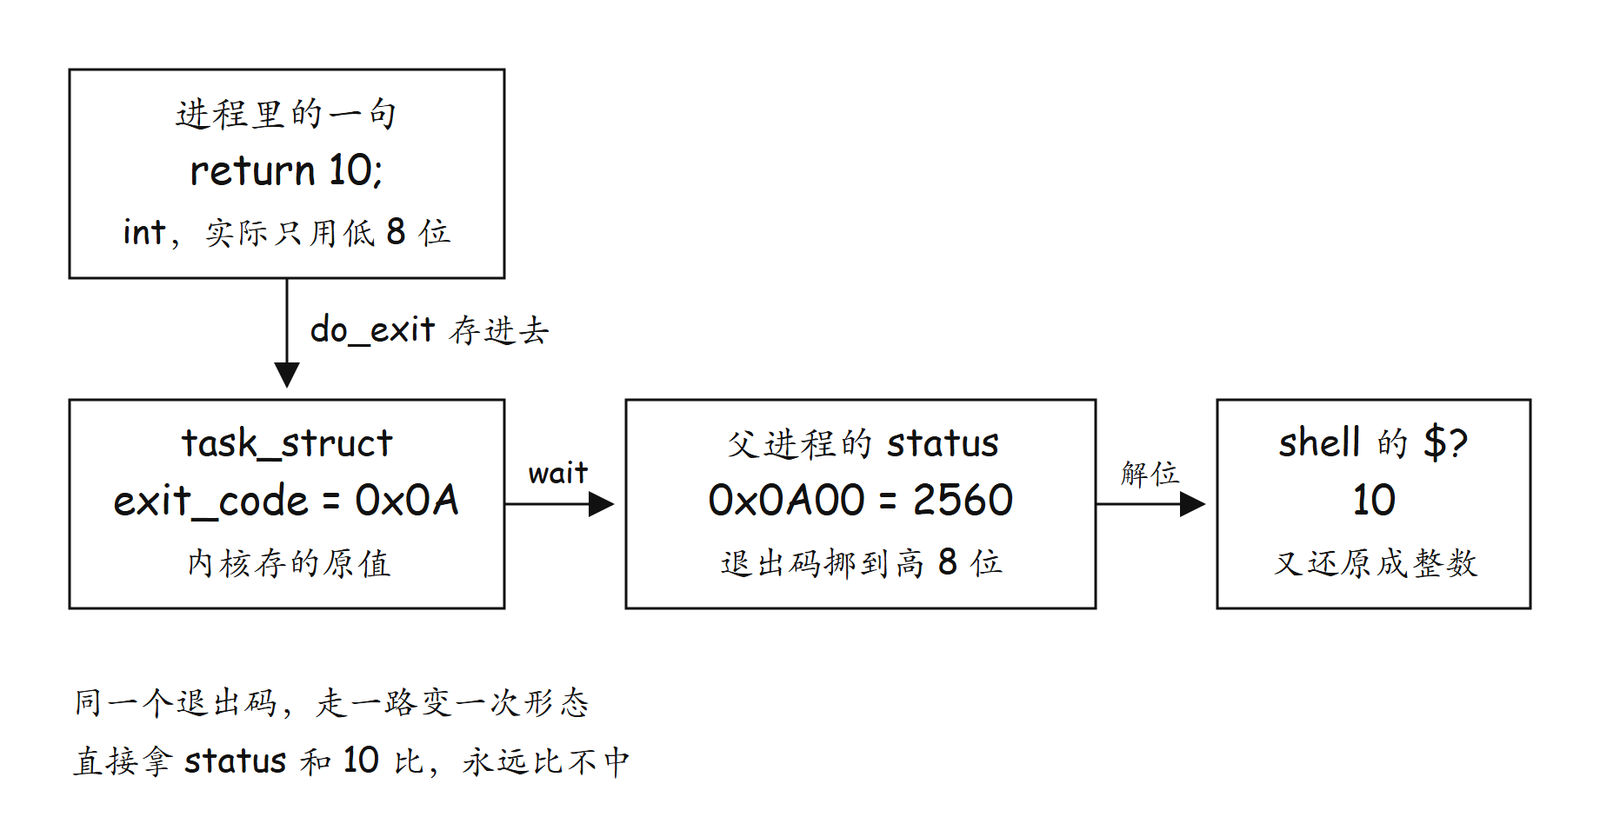 进程里的一句
return 10;
int，实际只用低 8 位
do_exit 存进去
task_struct
exit_code = 0x0A
内核存的原值
wait
父进程的 status
0x0A00 = 2560
退出码挪到高 8 位
解位
shell 的 $?
10
又还原成整数
同一个退出码，走一路变一次形态
直接拿 status 和 10 比，永远比不中